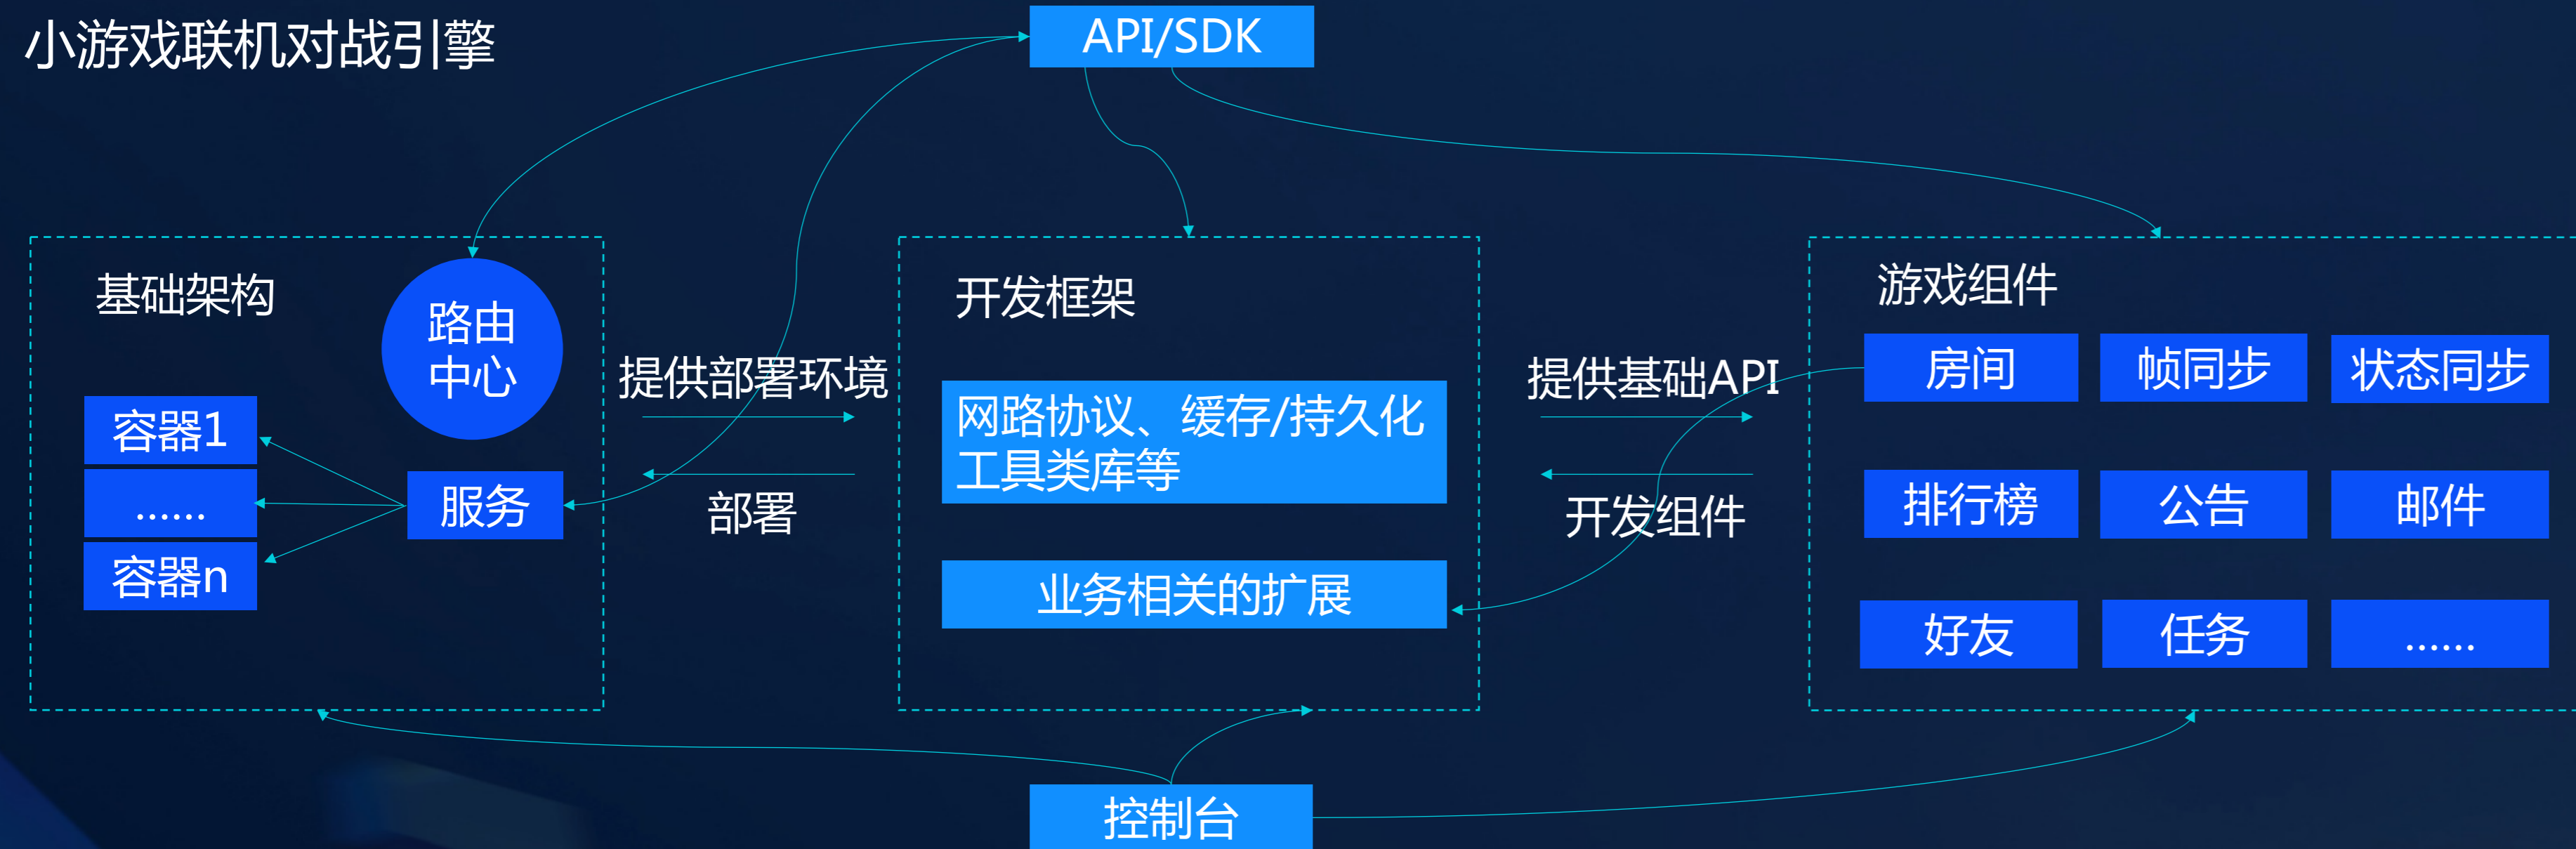 小游戏联机对战引擎
API/SDK
基础架构
路由
中心
容器1
......
容器n
服务
提供部署环境
部署
开发框架
网路协议、缓存/持久化
工具类库等
业务相关的扩展
提供基础API
开发组件
游戏组件
房间
帧同步
状态同步
排行榜
公告
邮件
好友
任务
......
控制台